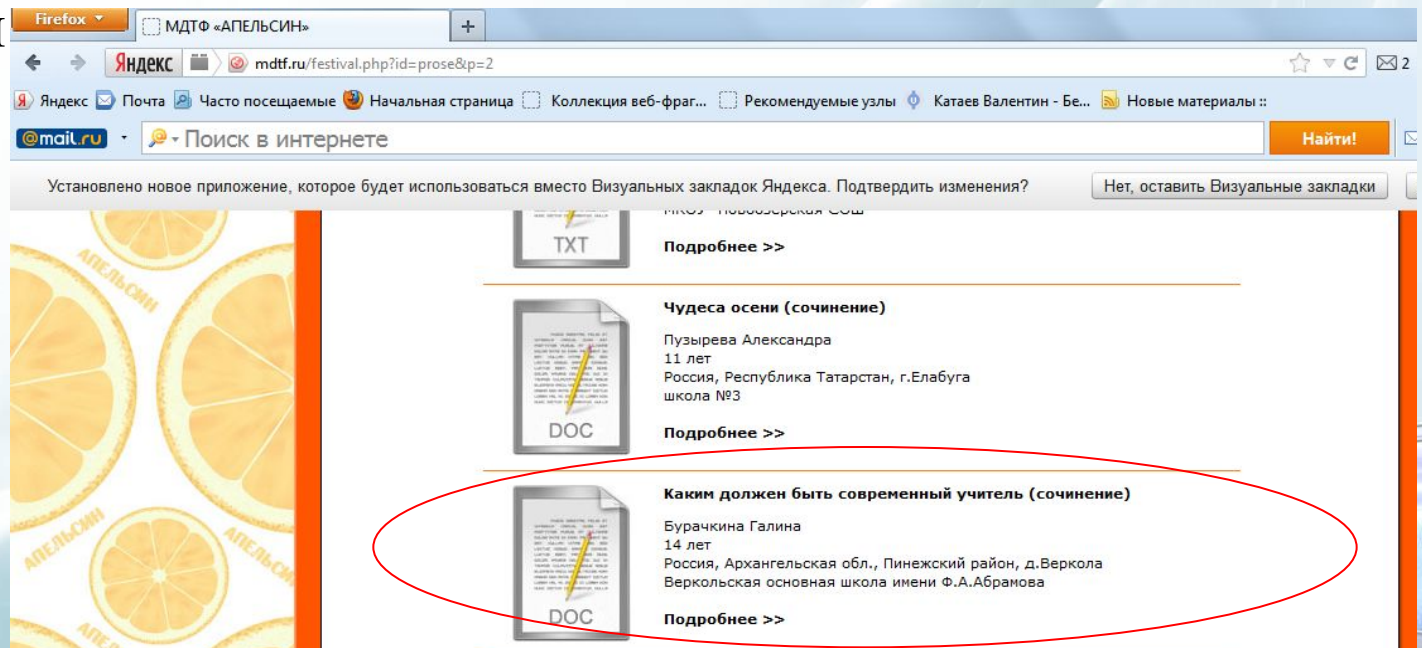 Firefox
МДТФ «АПЕЛЬСИН»
+
Яндекс mdtf.ru/festival.php?id=prose&p=2
2
Яндекс Почта Часто посещаемые Начальная страница Коллекция веб-фраг... Рекомендуемые узлы Катаев Валентин - Бе... Новые материалы ::
@mail.ru Поиск в интернете Найти!
Установлено новое приложение, которое будет использоваться вместо Визуальных закладок Яндекса. Подтвердить изменения? Нет, оставить Визуальные закладки
TXT
Подробнее >>
Чудеса осени (сочинение)
Пузырева Александра
11 лет
Россия, Республика Татарстан, г.Елабуга
школа №3
DOC
Подробнее >>
Каким должен быть современный учитель (сочинение)
Бурачкина Галина
14 лет
Россия, Архангельская обл., Пинежский район, д.Веркола
Веркольская основная школа имени Ф.А.Абрамова
DOC
Подробнее >>
АПЕЛЬСИН
АПЕЛЬСИН
АПЕЛЬСИН